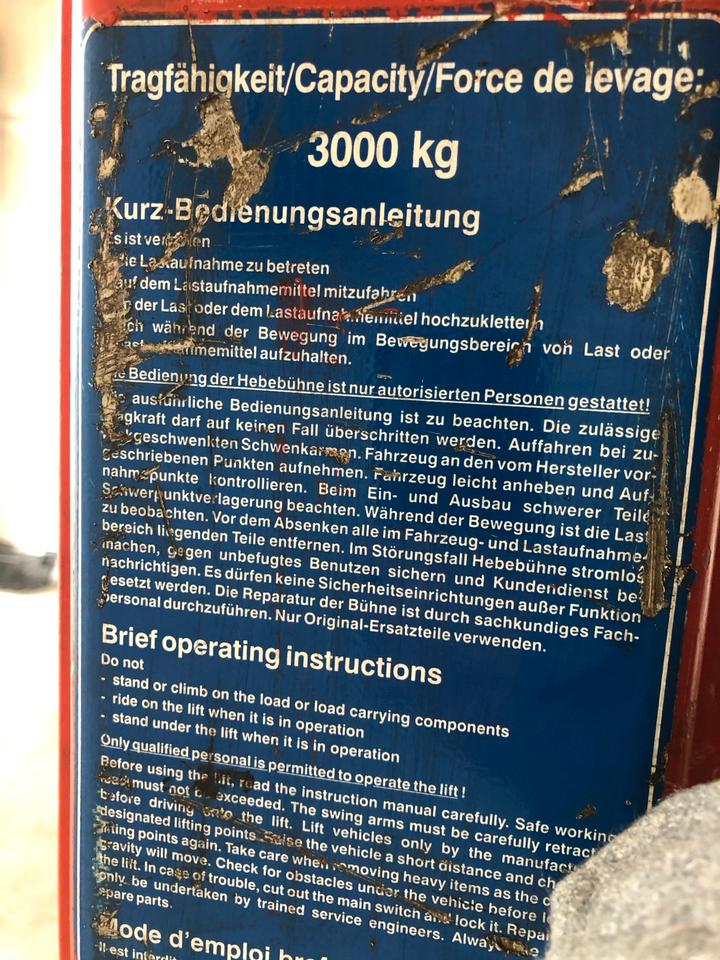 Tragfähigkeit/Capacity/Force de levage:
3000 kg
Kurz-Bedienungsanleitung
ist
Lastaufnahme zu betreten
auf dem Lastaufnahmemittel mitzufahren
der Last oder dem Lastaufnahmemittel hochzuklettern
während der Bewegung im Bewegungsbereich von Last oder
aufzuhalten.
Bedienung der Hebebühne ist nur autorisierten Personen gestattet!
ausführliche Bedienungsanleitung ist zu beachten. Die zulässige
darf auf keinen Fall überschritten werden. Auffahren bei zu-
Schwenkarmen. Fahrzeug an den vom Hersteller vor-
geschriebenen Punkten aufnehmen. Fahrzeug leicht anheben und Auf-
nahmepunkte kontrollieren. Beim Ein- und Ausbau schwerer Teile
Schwerpunktverlagerung beachten. Während der Bewegung ist die Last
zu beobachten. Vor dem Absenken alle im Fahrzeug- und Lastaufnahme-
bereich liegenden Teile entfernen. Im Störungsfall Hebebühne stromlos
machen, gegen unbefugtes Benutzen sichern und Kundendienst be-
nachrichtigen. Es dürfen keine Sicherheitseinrichtungen außer Funktion
gesetzt werden. Die Reparatur der Bühne ist durch sachkundiges Fach-
personal durchzuführen. Nur Original-Ersatzteile verwenden.
Brief operating instructions
Do not
- stand or climb on the load or load carrying components
- ride on the lift when it is in operation
- stand under the lift when it is in operation
Only qualified personal is permitted to operate the lift!
Before using the lift, read the instruction manual carefully. Safe working
load must not be exceeded. The swing arms must be carefully retract
before driving onto the lift. Lift vehicles only by the manufact
designated lifting points. Raise the vehicle a short distance and ch
lifting points again. Take care when removing heavy items as the c
gravity will move. Check for obstacles under the vehicle before l
the lift. In case of trouble, cut out the main switch and lock it. Repai
only be undertaken by trained service engineers. Alway
spare parts.
Mode d'emploi
Il est